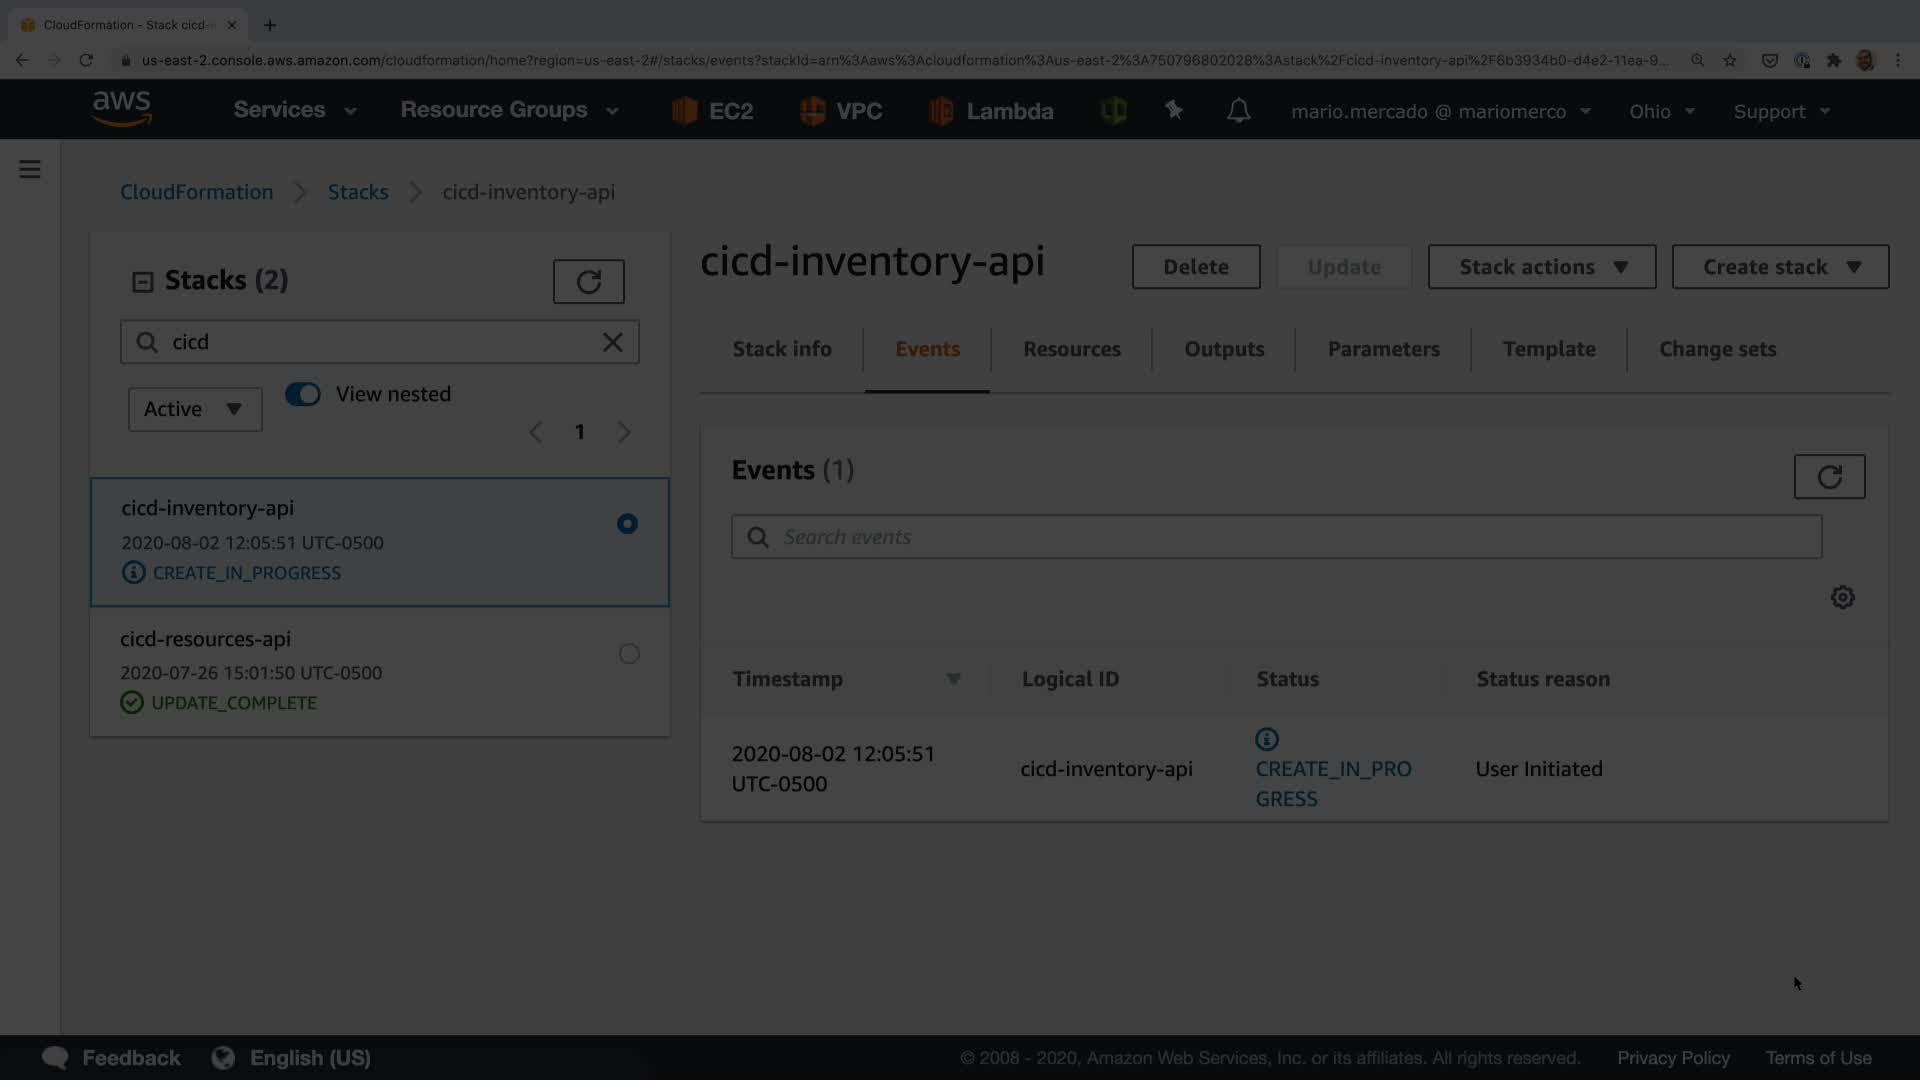 CloudFormation - Stack cicd-
us-east-2.console.aws.amazon.com/cloudformation/home?region=us-east-2#/stacks/events?stackId=arn%3Aaws%3Acloudformation%3Aus-east-2%3A750796802028%3Astack%2Fcicd-inventory-api%2F6b3934b0-d4e2-11ea-9...
aws Services Resource Groups EC2 VPC Lambda mario.mercado @ mariomerco Ohio Support
CloudFormation Stacks cicd-inventory-api
Stacks (2)
cicd
Active View nested
1
cicd-inventory-api
2020-08-02 12:05:51 UTC-0500
CREATE_IN_PROGRESS
cicd-resources-api
2020-07-26 15:01:50 UTC-0500
UPDATE_COMPLETE
cicd-inventory-api Delete Update Stack actions Create stack
Stack info Events Resources Outputs Parameters Template Change sets
Events (1)
Search events
Timestamp Logical ID Status Status reason
2020-08-02 12:05:51
UTC-0500
cicd-inventory-api
CREATE_IN_PRO
GRESS
User Initiated
Feedback English (US) © 2008 - 2020, Amazon Web Services, Inc. or its affiliates. All rights reserved. Privacy Policy Terms of Use